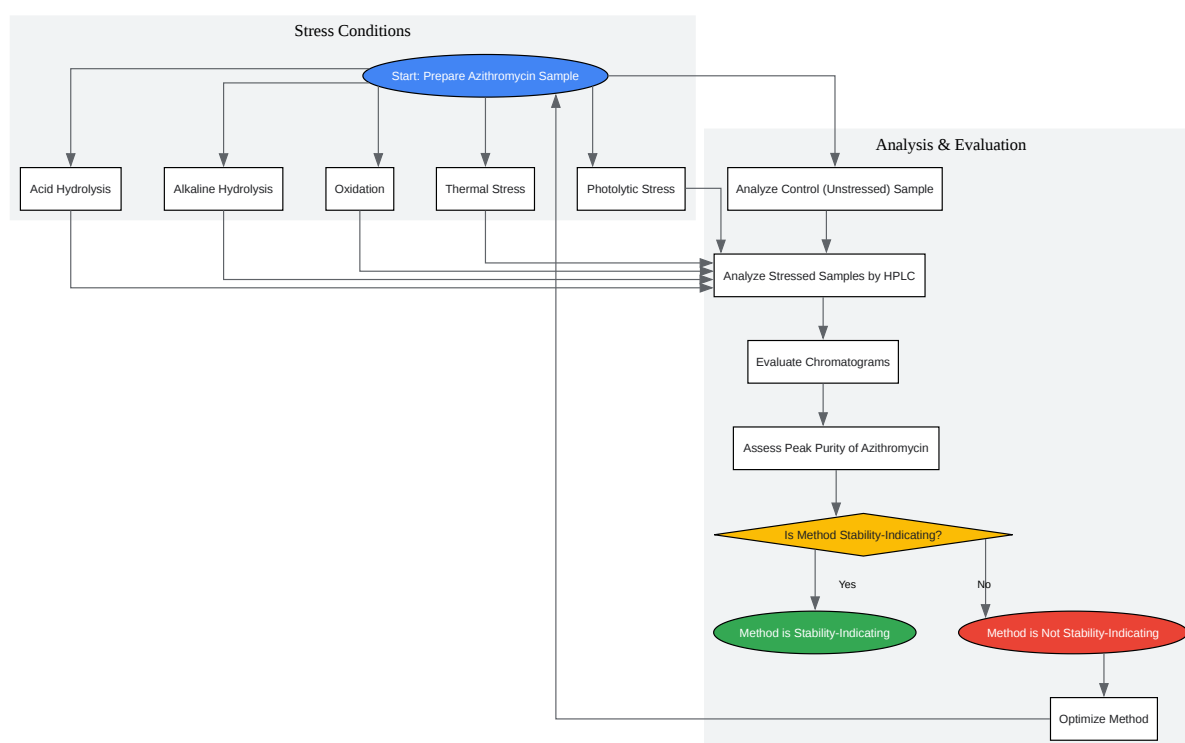 Stress Conditions
Start: Prepare Azithromycin Sample
Analysis & Evaluation
Acid Hydrolysis
Alkaline Hydrolysis
Oxidation
Thermal Stress
Photolytic Stress
Analyze Control (Unstressed) Sample
Analyze Stressed Samples by HPLC
Evaluate Chromatograms
Assess Peak Purity of Azithromycin
Is Method Stability-Indicating?
Yes
No
Method is Stability-Indicating
Method is Not Stability-Indicating
Optimize Method